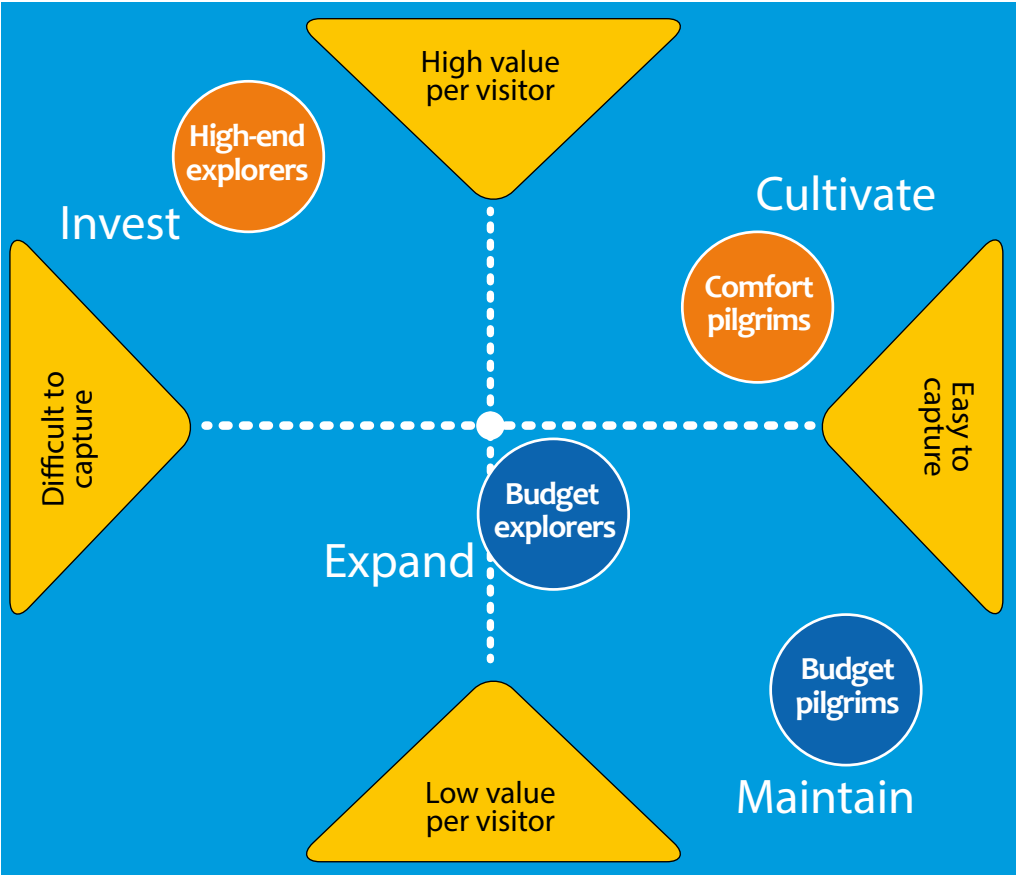 High value
per visitor
High-end
explorers
Invest
Cultivate
Comfort
pilgrims
Difficult to
capture
Easy to
capture
Budget
explorers
Expand
Budget
pilgrims
Maintain
Low value
per visitor